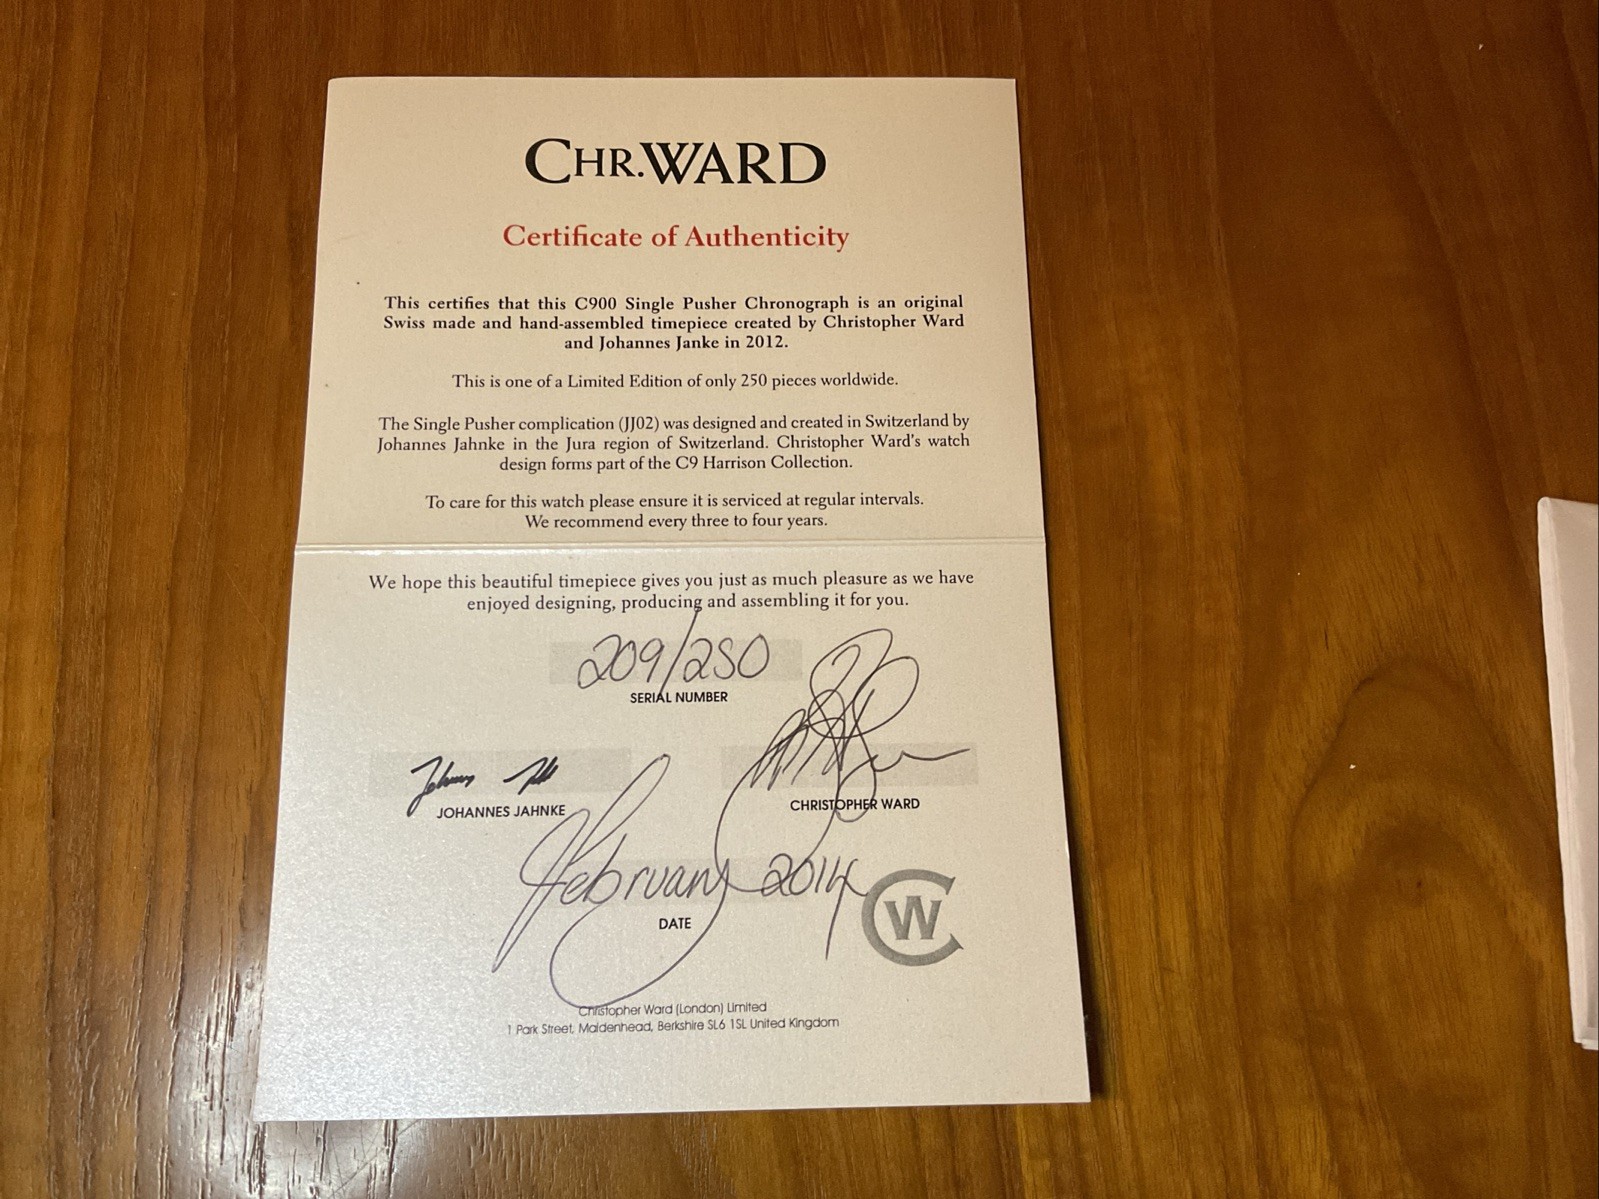 CHR.WARD
Certificate of Authenticity
This certifies that this C900 Single Pusher Chronograph is an original
Swiss made and hand-assembled timepiece created by Christopher Ward
and Johannes Janke in 2012.
This is one of a Limited Edition of only 250 pieces worldwide.
The Single Pusher complication (JJ02) was designed and created in Switzerland by
Johannes Jahnke in the Jura region of Switzerland. Christopher Ward's watch
design forms part of the C9 Harrison Collection.
To care for this watch please ensure it is serviced at regular intervals.
We recommend every three to four years.
We hope this beautiful timepiece gives you just as much pleasure as we have
enjoyed designing, producing and assembling it for you.
209/250
SERIAL NUMBER
JOHANNES JAHNKE
CHRISTOPHER WARD
February 2014
DATE
CW
Christopher Ward (London) Limited
1 Park Street, Maidenhead, Berkshire SL6 1SL United Kingdom